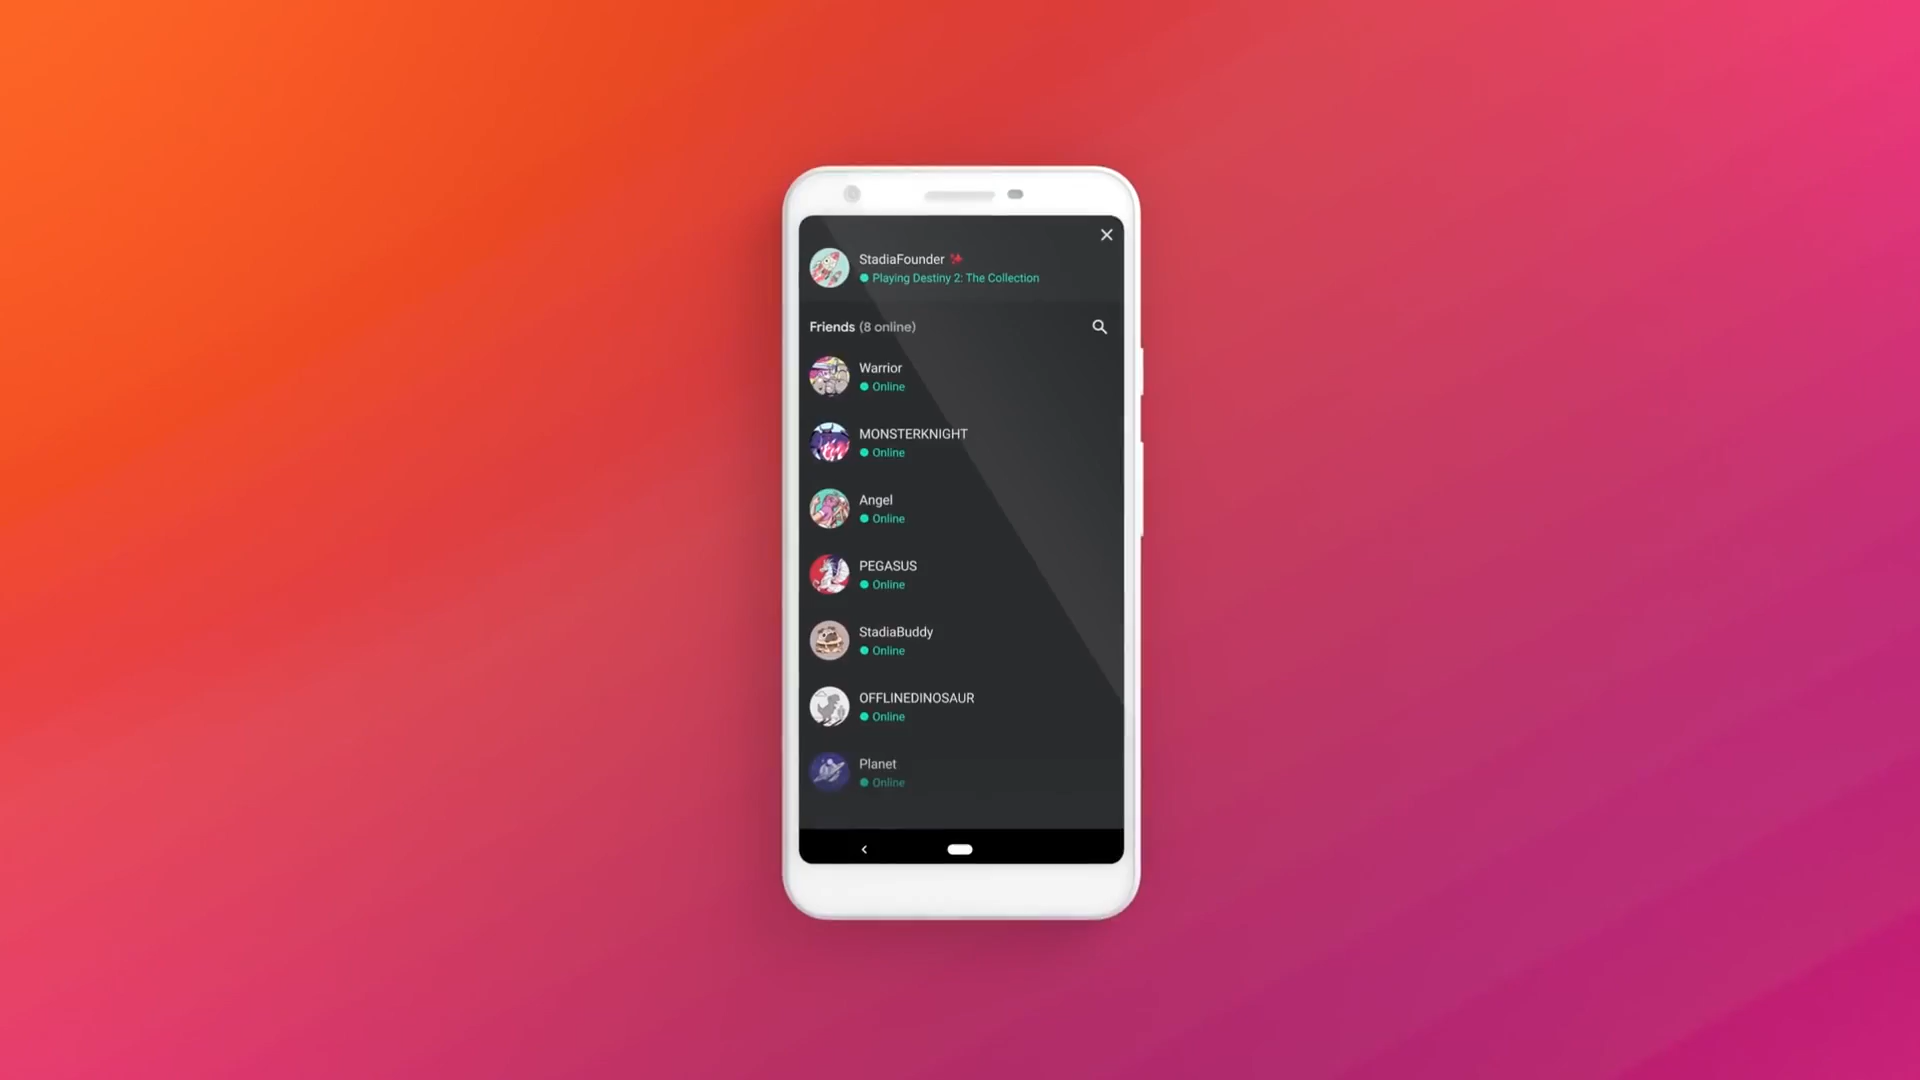 StadiaFounder
Playing Destiny 2: The Collection
Friends (8 online)
Warrior
Online
MONSTERKNIGHT
Online
Angel
Online
PEGASUS
Online
StadiaBuddy
Online
OFFLINEDINOSAUR
Online
Planet
Online